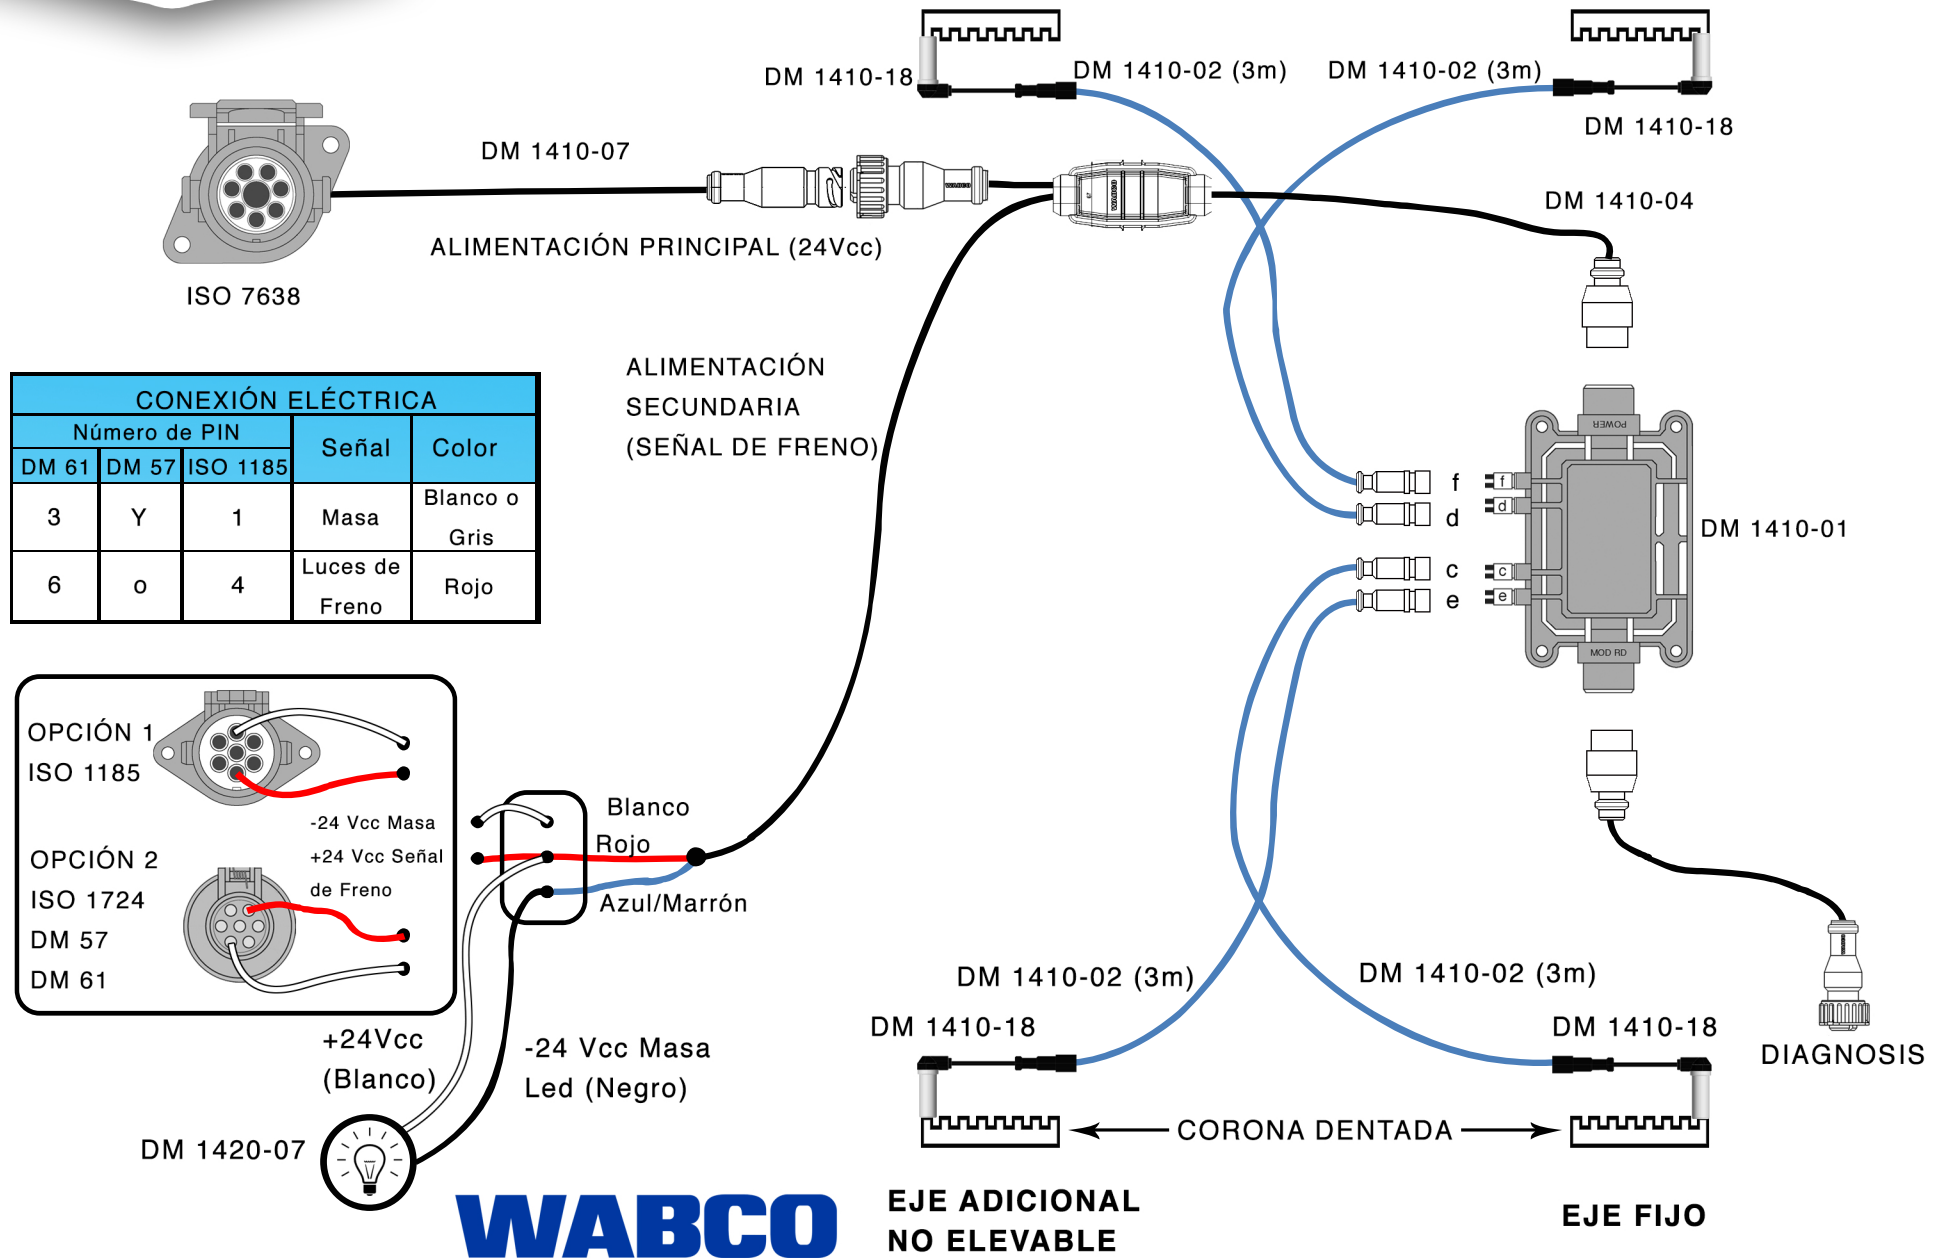 DM 1410-18
DM 1410-02 (3m)
DM 1410-02 (3m)
DM 1410-18
DM 1410-07
WABCO
WABCO
DM 1410-04
ALIMENTACIÓN PRINCIPAL (24Vcc)
ISO 7638
ALIMENTACIÓN
SECUNDARIA
(SEÑAL DE FRENO)
CONEXIÓN ELÉCTRICA
Número de PIN
Señal
Color
DM 61
DM 57
ISO 1185
3
Y
1
Masa
Blanco o
Gris
6
o
4
Luces de
Freno
Rojo
POWER
f
f
d
d
c
c
e
e
DM 1410-01
MOD RD
OPCIÓN 1
ISO 1185
-24 Vcc Masa
+24 Vcc Señal
de Freno
OPCIÓN 2
ISO 1724
DM 57
DM 61
Blanco
Rojo
Azul/Marrón
+24Vcc
(Blanco)
-24 Vcc Masa
Led (Negro)
DM 1420-07
DM 1410-02 (3m)
DM 1410-02 (3m)
DM 1410-18
DM 1410-18
WABCO
DIAGNOSIS
CORONA DENTADA
WABCO
EJE ADICIONAL
NO ELEVABLE
EJE FIJO